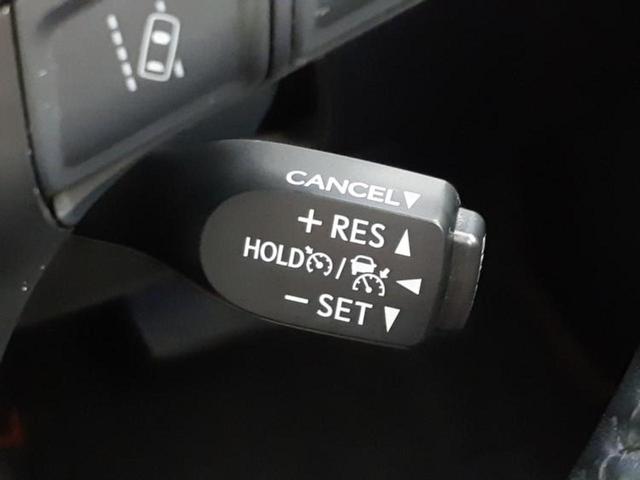 CANCEL▼
+ RES ▲
HOLD / ◀
− SET ▼